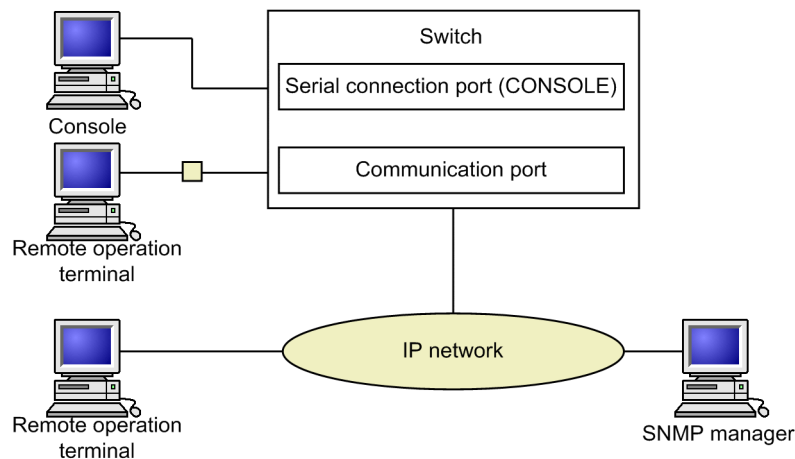 Switch
Serial connection port (CONSOLE)
Console
Communication port
Remote operation
terminal
IP network
Remote operation
terminal
SNMP manager